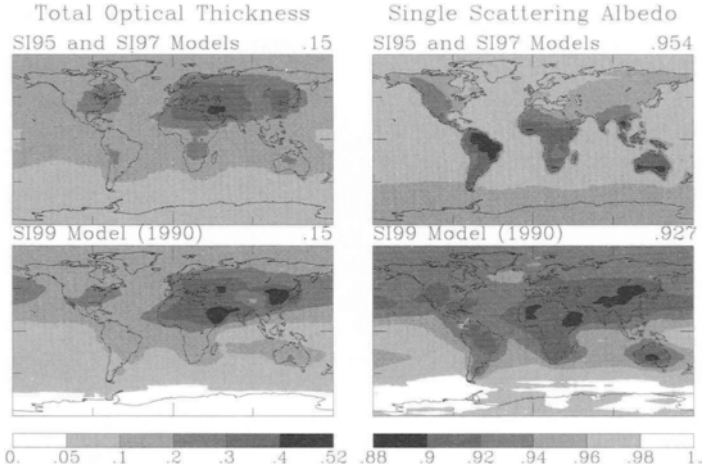 Total Optical Thickness
Single Scattering Albedo
SI95 and SI97 Models .15
SI95 and SI97 Models .954
SI99 Model (1990) .15
SI99 Model (1990) .927
0. .05 .1 .2 .3 .4 .52
.88 .9 .92 .94 .96 .98 1.